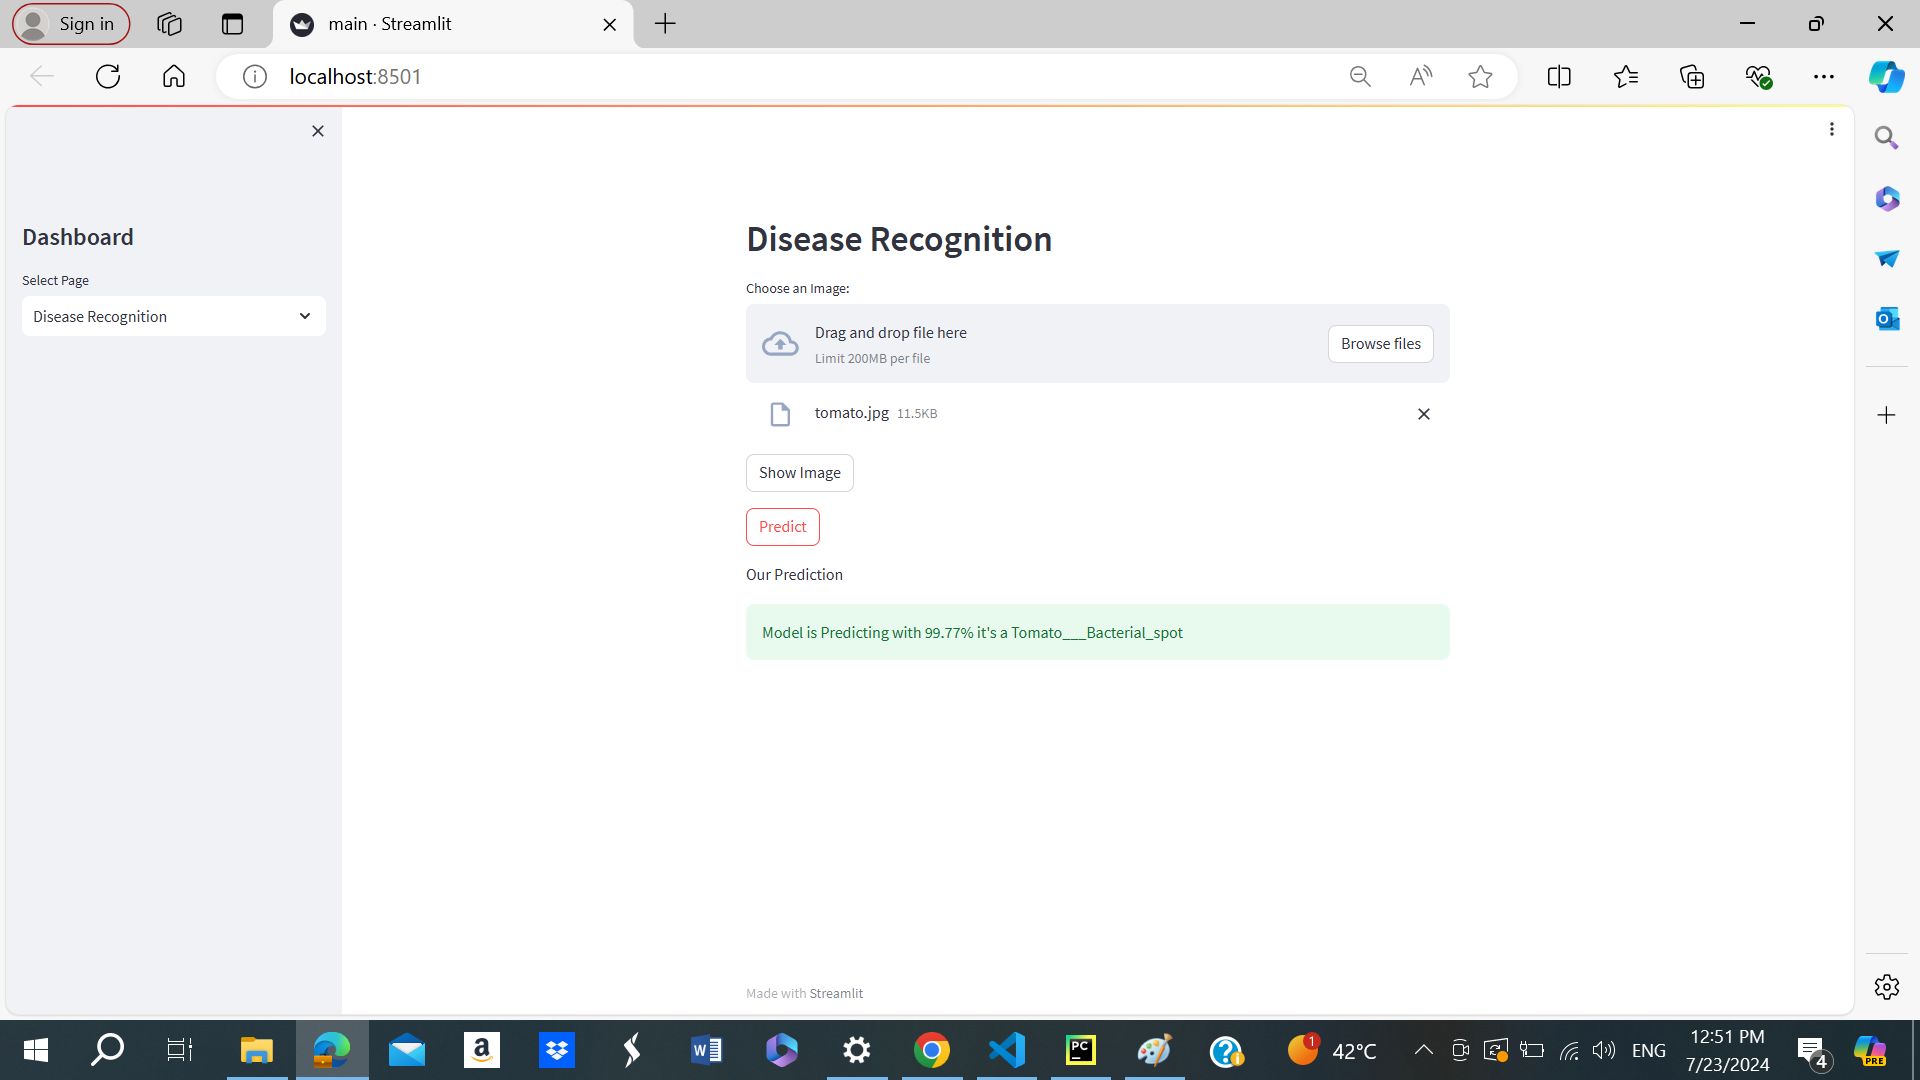 Sign in
main · Streamlit
localhost:8501
Dashboard
Select Page
Disease Recognition
Disease Recognition
Choose an Image:
Drag and drop file here
Limit 200MB per file
Browse files
tomato.jpg 11.5KB
Show Image
Predict
Our Prediction
Model is Predicting with 99.77% it's a Tomato___Bacterial_spot
Made with Streamlit
1
42°C
ENG
12:51 PM
7/23/2024
4
PRE